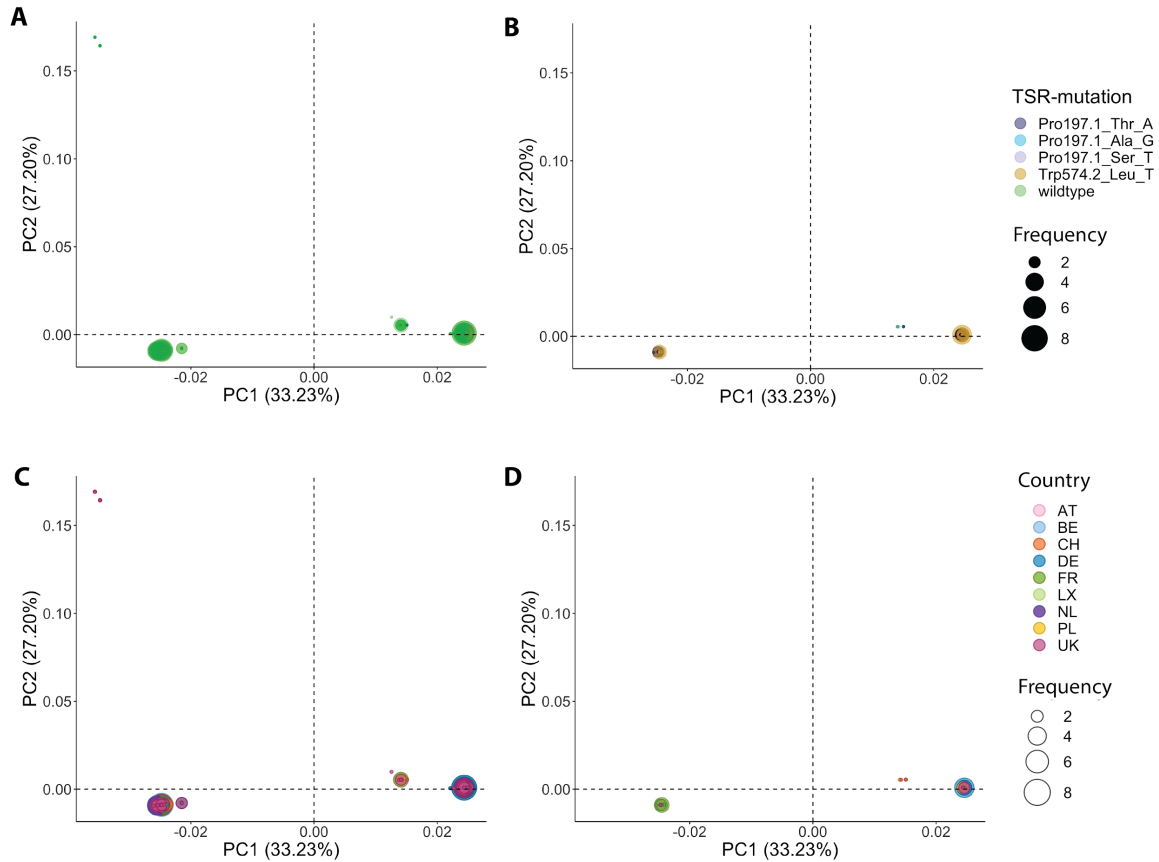 A
PC2 (27.20%)
0.15
0.10
0.05
0.00
-0.02
0.00
0.02
PC1 (33.23%)
B
PC2 (27.20%)
0.15
0.10
0.05
0.00
-0.02
0.00
0.02
PC1 (33.23%)
TSR-mutation
Pro197.1_Thr_A
Pro197.1_Ala_G
Pro197.1_Ser_T
Trp574.2_Leu_T
wildtype
Frequency
2
4
6
8
C
PC2 (27.20%)
0.15
0.10
0.05
0.00
-0.02
0.00
0.02
PC1 (33.23%)
D
PC2 (27.20%)
0.15
0.10
0.05
0.00
-0.02
0.00
0.02
PC1 (33.23%)
Country
AT
BE
CH
DE
FR
LX
NL
PL
UK
Frequency
2
4
6
8